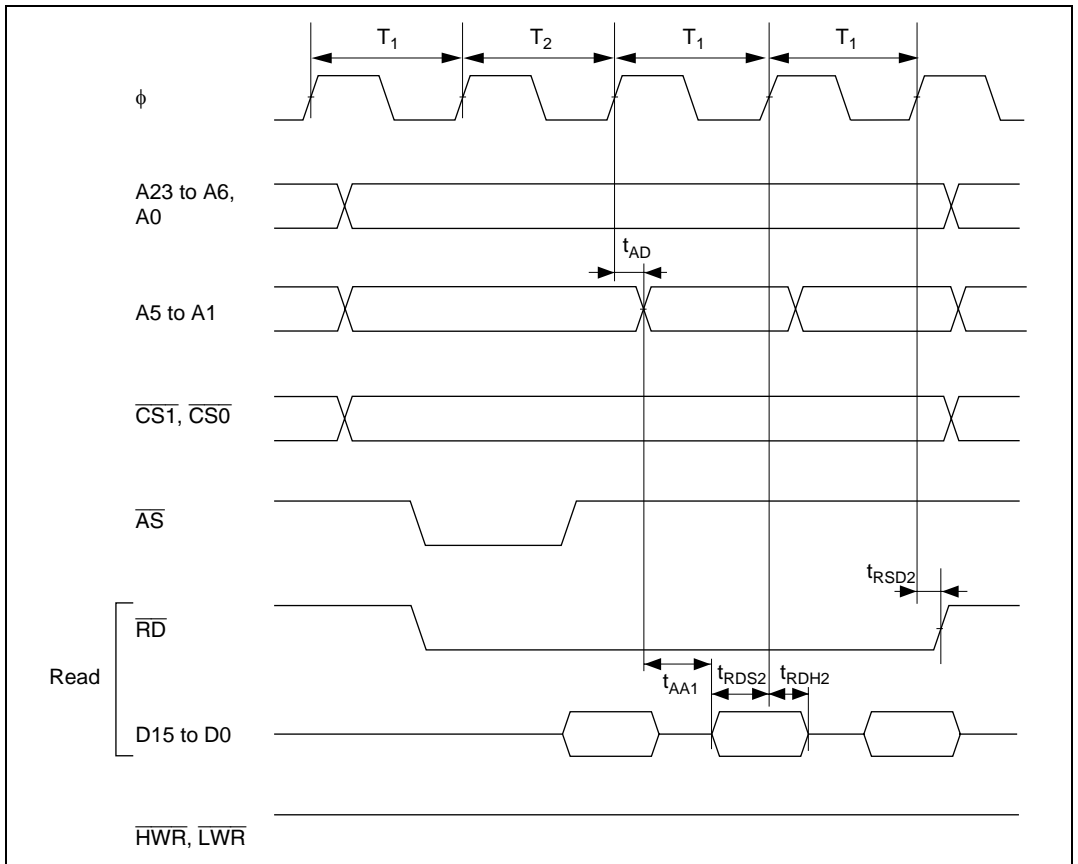 T1 T2 T1 T1
ϕ
A23 to A6,
A0
tAD
A5 to A1
CS1, CS0
AS
tRSD2
RD
Read
tAA1 tRDS2 tRDH2
D15 to D0
HWR, LWR